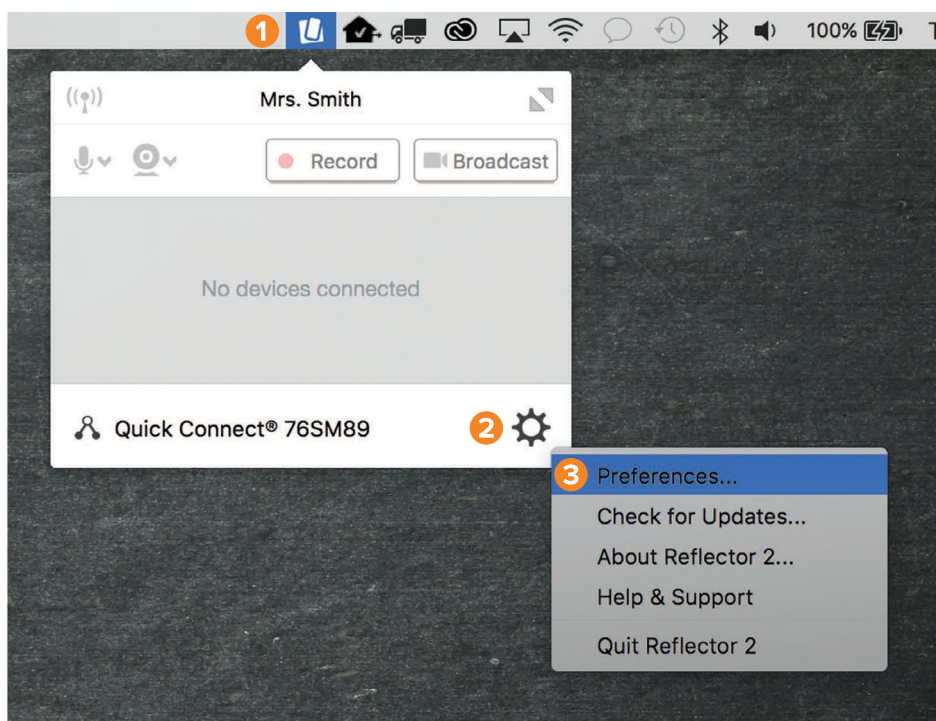 1
100%
T
Mrs. Smith
Record
Broadcast
No devices connected
Quick Connect® 76SM89
2
3
Preferences...
Check for Updates...
About Reflector 2...
Help & Support
Quit Reflector 2